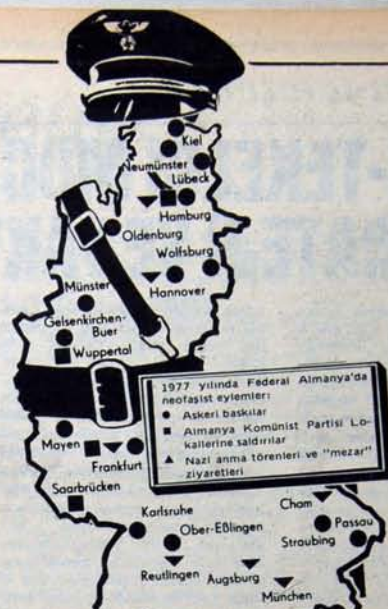 Kiel
Neumünster
Lübeck
Hamburg
Oldenburg
Wolfsburg
Münster
Hannover
Gelsenkirchen-
Buer
Wuppertal
1977 yılında Federal Almanya'da
neofaşist eylemler:
● Askeri baskılar
■ Almanya Komünist Partisi Lo-
kallerine saldırılar
▲ Nazi anma törenleri ve "mezar"
ziyaretleri
Mayen
Frankfurt
Saarbrücken
Karlsruhe
Cham
Ober-Eßlingen
Passau
Straubing
Reutlingen
Augsburg
München